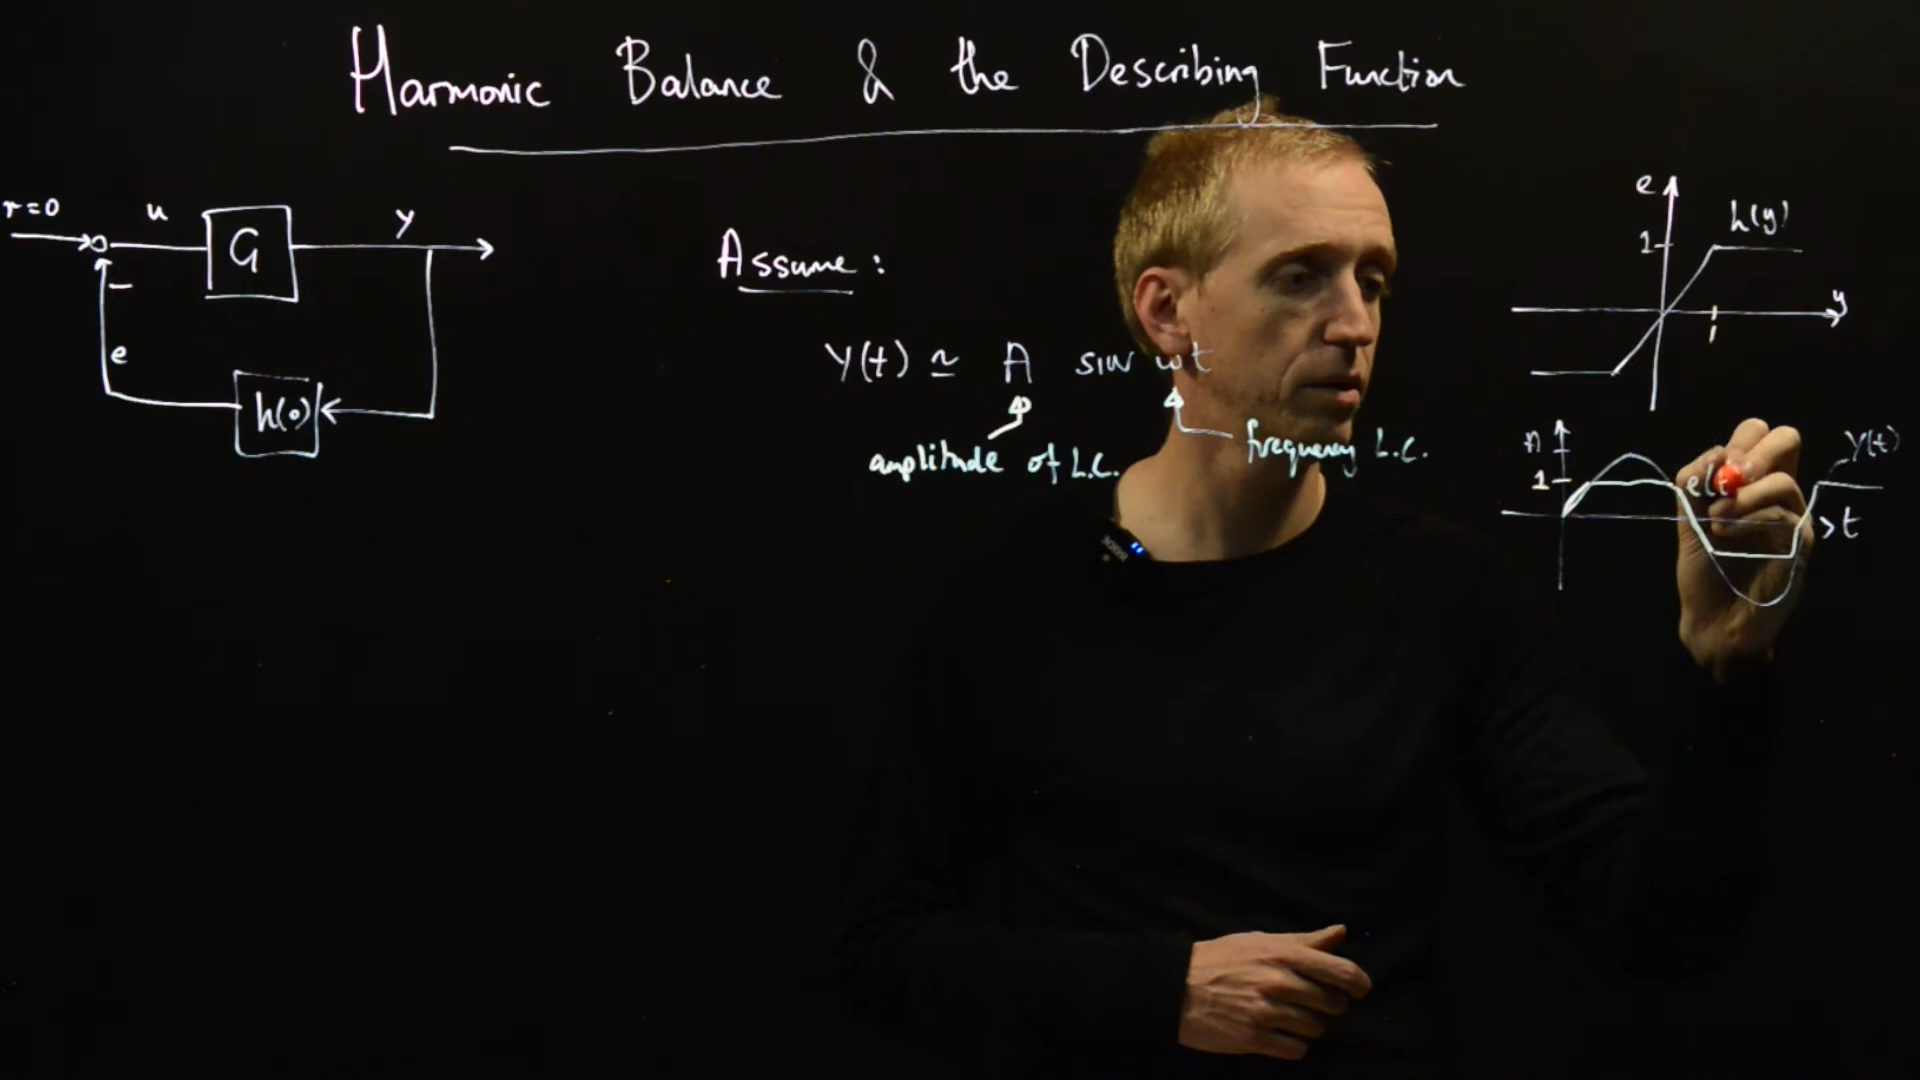 Harmonic Balance & the Describing Function
r=0
u
G
y
-
e
h(o)
Assume:
y(t) ≃ A sin ωt
amplitude of L.C.
frequency L.C.
e
h(y)
1
y
1
A
1
e(t
y(t)
t